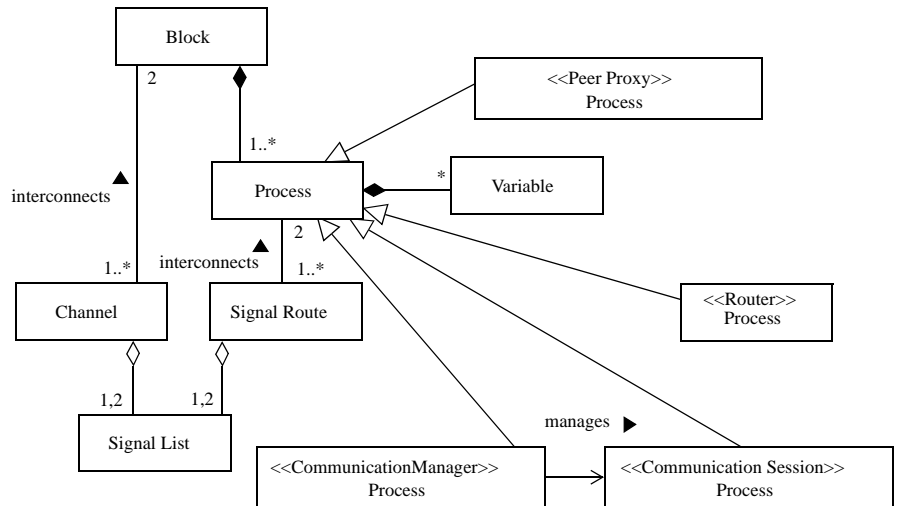 Block
<<Peer Proxy>>
Process
2
1..*
interconnects
Process
*
Variable
2
interconnects
1..*
1..*
Channel
Signal Route
<<Router>>
Process
1,2
1,2
Signal List
manages
<<CommunicationManager>>
Process
<<Communication Session>>
Process